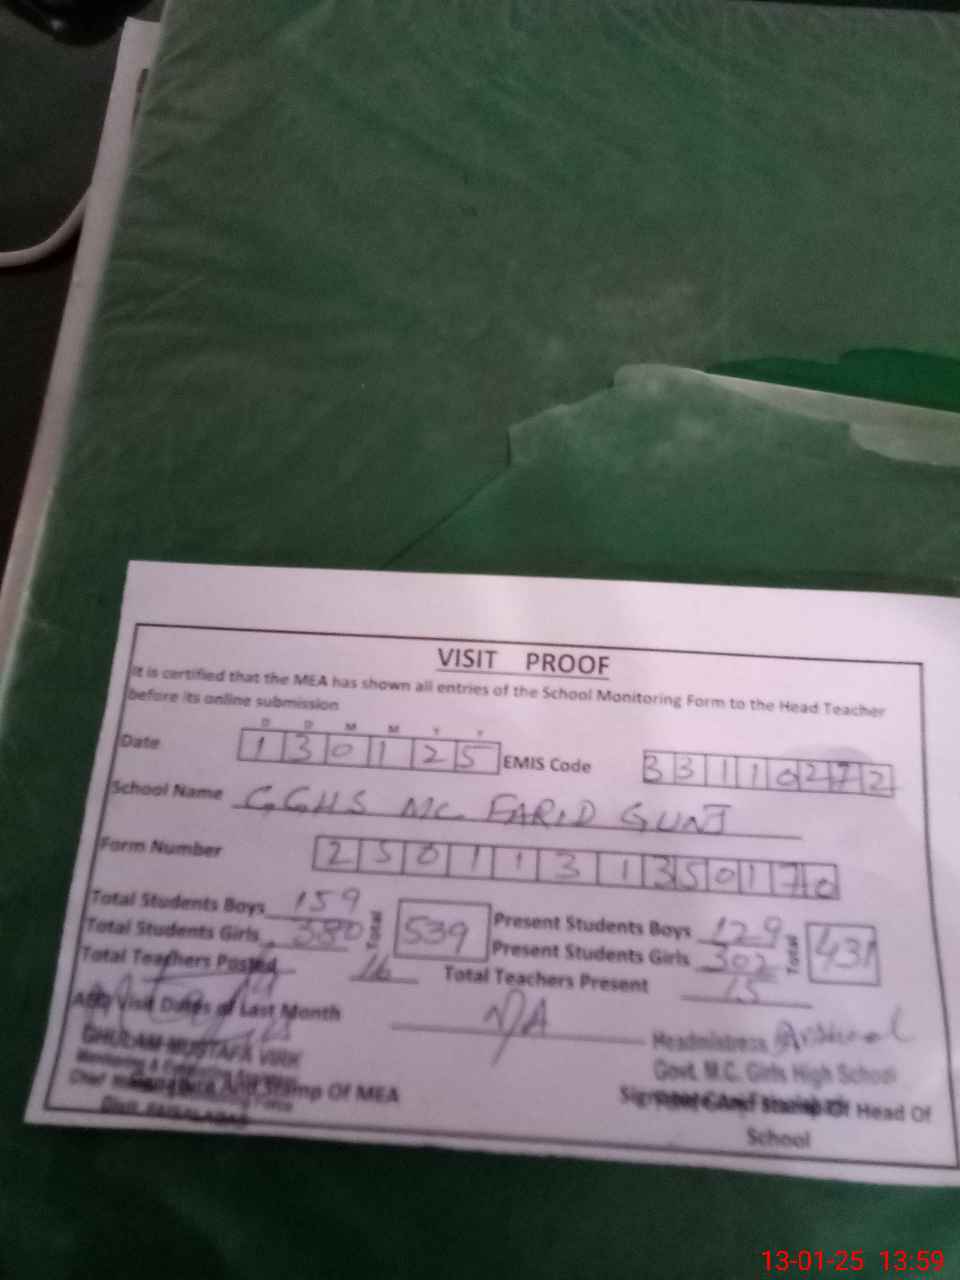 VISIT PROOF
It is certified that the MEA has shown all entries of the School Monitoring Form to the Head Teacher
before its online submission
D D M M Y Y
Date 1 3 0 1 2 5 EMIS Code 3 3 1 1 0 2 7 2
School Name GGHS MC FARID GUNJ
Form Number 2 5 0 1 1 3 1 3 5 0 1 7 0
Total Students Boys 159 Total 539 Present Students Boys 129 Total 431
Total Students Girls 380 Present Students Girls 302
Total Teachers Posted 16 Total Teachers Present 15
AEO Visit Dates of Last Month N/A
Headmistress
GHULAM MUSTAFA VIRK
Govt. M.C. Girls High School
Monitoring & Evaluation
And Stamp Of MEA
Signature And Stamp Of Head Of
School
13-01-25 13:59